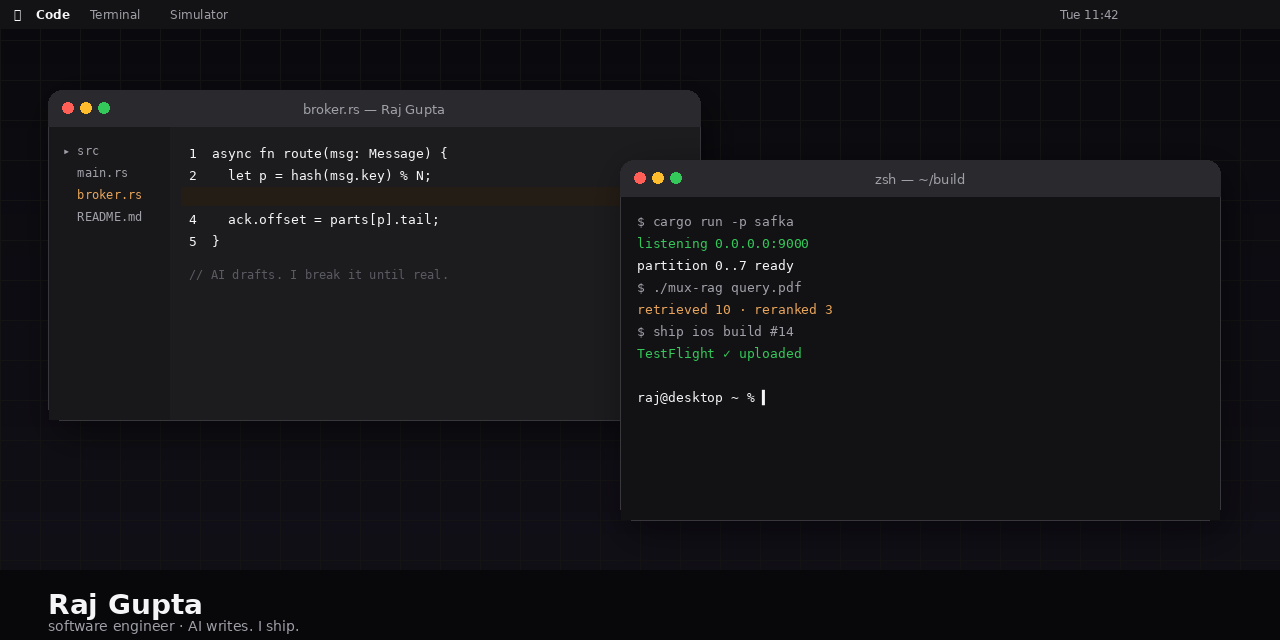 Code Terminal Simulator Tue 11:42
broker.rs — Raj Gupta
▸ src
main.rs
broker.rs
README.md
1 async fn route(msg: Message) {
2 let p = hash(msg.key) % N;
4 ack.offset = parts[p].tail;
5 }
// AI drafts. I break it until real.
zsh — ~/build
$ cargo run -p safka
listening 0.0.0.0:9000
partition 0..7 ready
$ ./mux-rag query.pdf
retrieved 10 · reranked 3
$ ship ios build #14
TestFlight ✓ uploaded
raj@desktop ~ %
Raj Gupta
software engineer · AI writes. I ship.